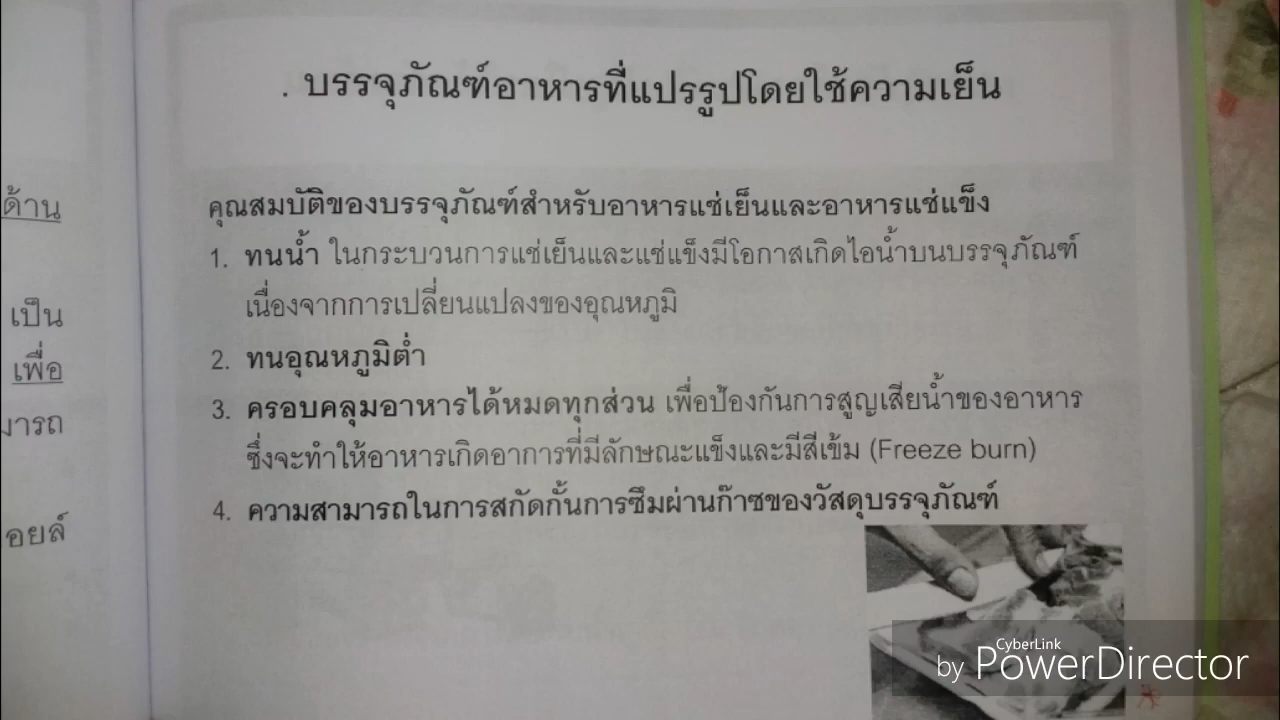 . บรรจุภัณฑ์อาหารที่แปรรูปโดยใช้ความเย็น
คุณสมบัติของบรรจุภัณฑ์สำหรับอาหารแช่เย็นและอาหารแช่แข็ง
1. ทนน้ำ ในกระบวนการแช่เย็นและแช่แข็งมีโอกาสเกิดไอน้ำบนบรรจุภัณฑ์
เนื่องจากการเปลี่ยนแปลงของอุณหภูมิ
2. ทนอุณหภูมิต่ำ
3. ครอบคลุมอาหารได้หมดทุกส่วน เพื่อป้องกันการสูญเสียน้ำของอาหาร
ซึ่งจะทำให้อาหารเกิดอาการที่มีลักษณะแข็งและมีสีเข้ม (Freeze burn)
4. ความสามารถในการสกัดกั้นการซึมผ่านก๊าซของวัสดุบรรจุภัณฑ์
ด้าน
เป็น
เพื่อ
มารถ
อยล์
CyberLink
by PowerDirector